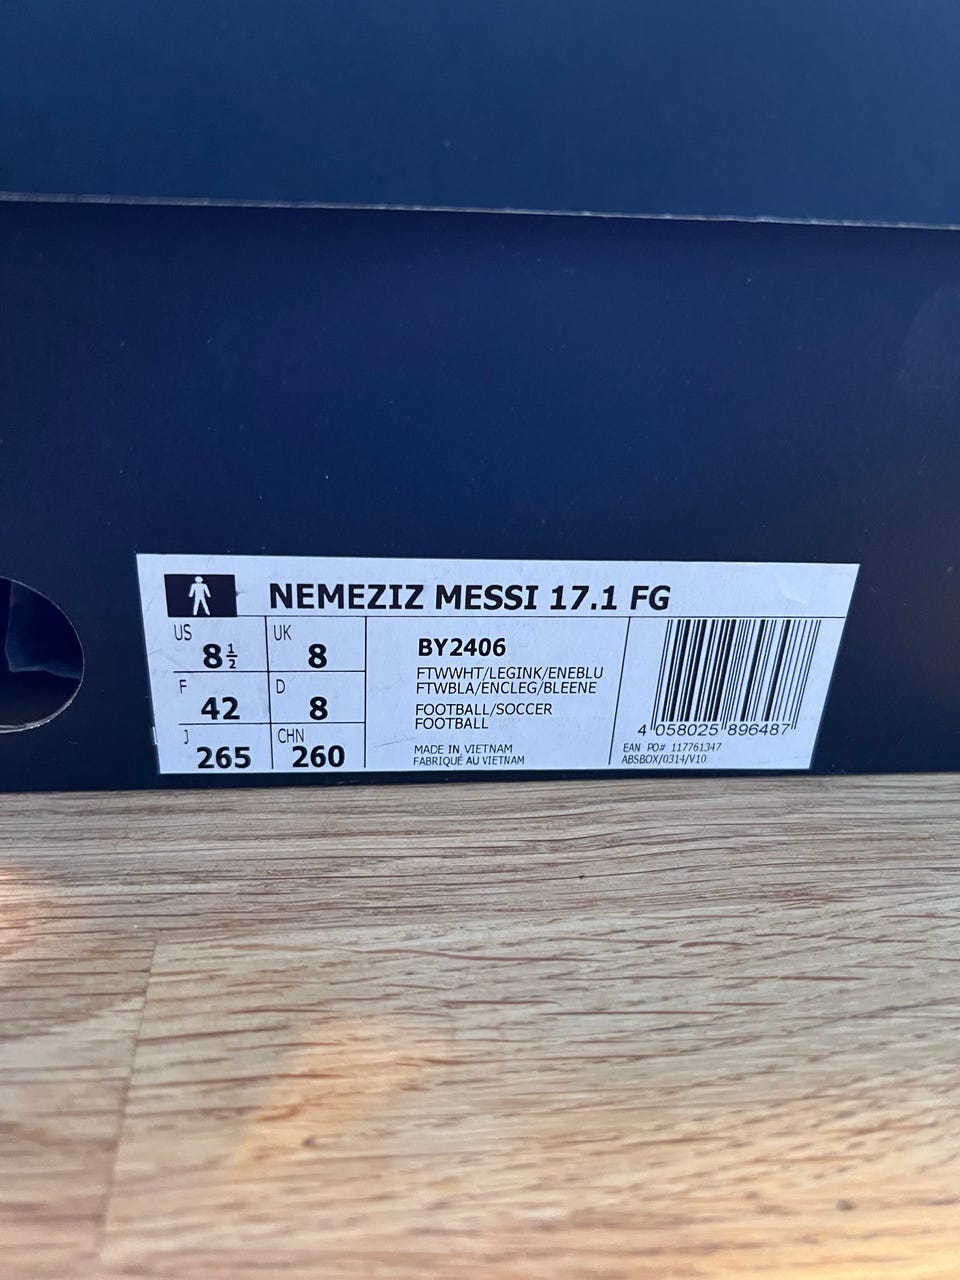 NEMEZIZ MESSI 17.1 FG
US 8½
UK 8
F 42
D 8
J 265
CHN 260
BY2406
FTWWHT/LEGINK/ENEBLU
FTWBLA/ENCLEG/BLEENE
FOOTBALL/SOCCER
FOOTBALL
MADE IN VIETNAM
FABRIQUÉ AU VIETNAM
4 058025 896487
EAN PO# 117761347
ABSBOX/0314/V10